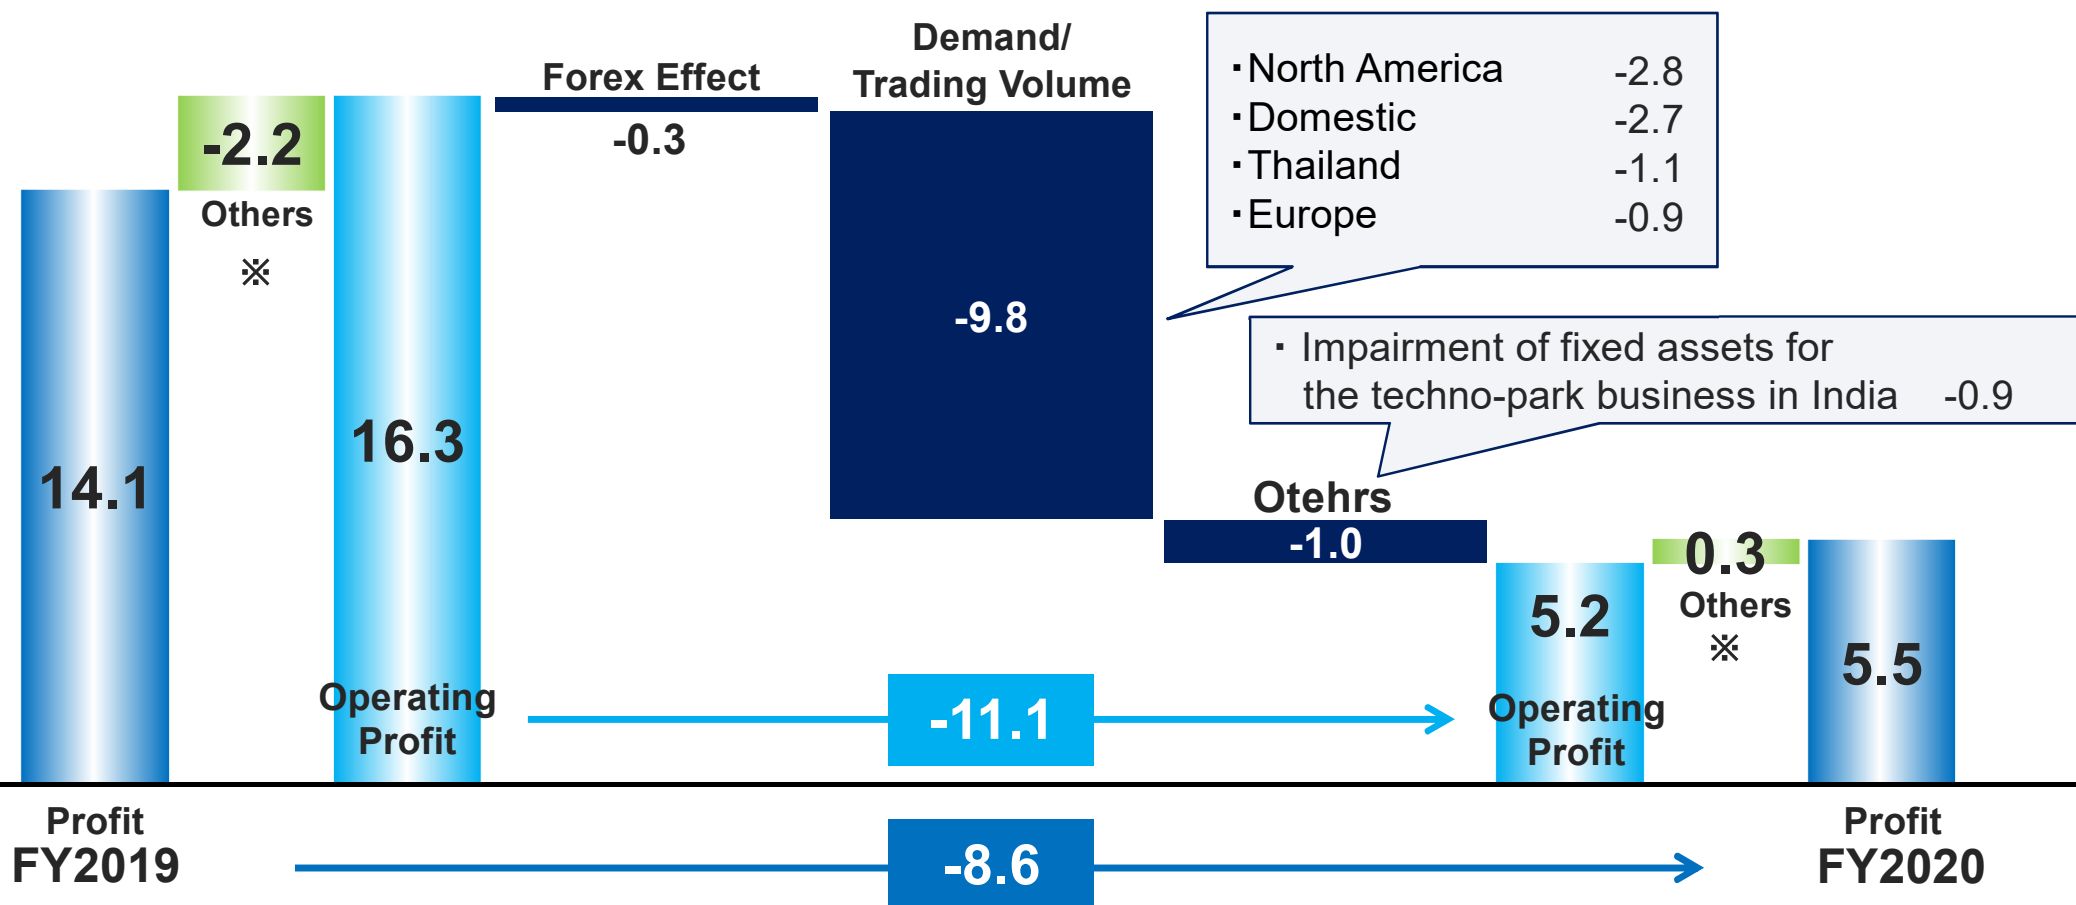 Demand/
Trading Volume
Forex Effect
-0.3
-2.2
Others
※
14.1
16.3
Operating
Profit
-9.8
・North America -2.8
・Domestic -2.7
・Thailand -1.1
・Europe -0.9
・ Impairment of fixed assets for
the techno-park business in India -0.9
Otehrs
-1.0
5.2
Operating
Profit
0.3
Others
※
5.5
-11.1
Profit
FY2019
-8.6
Profit
FY2020